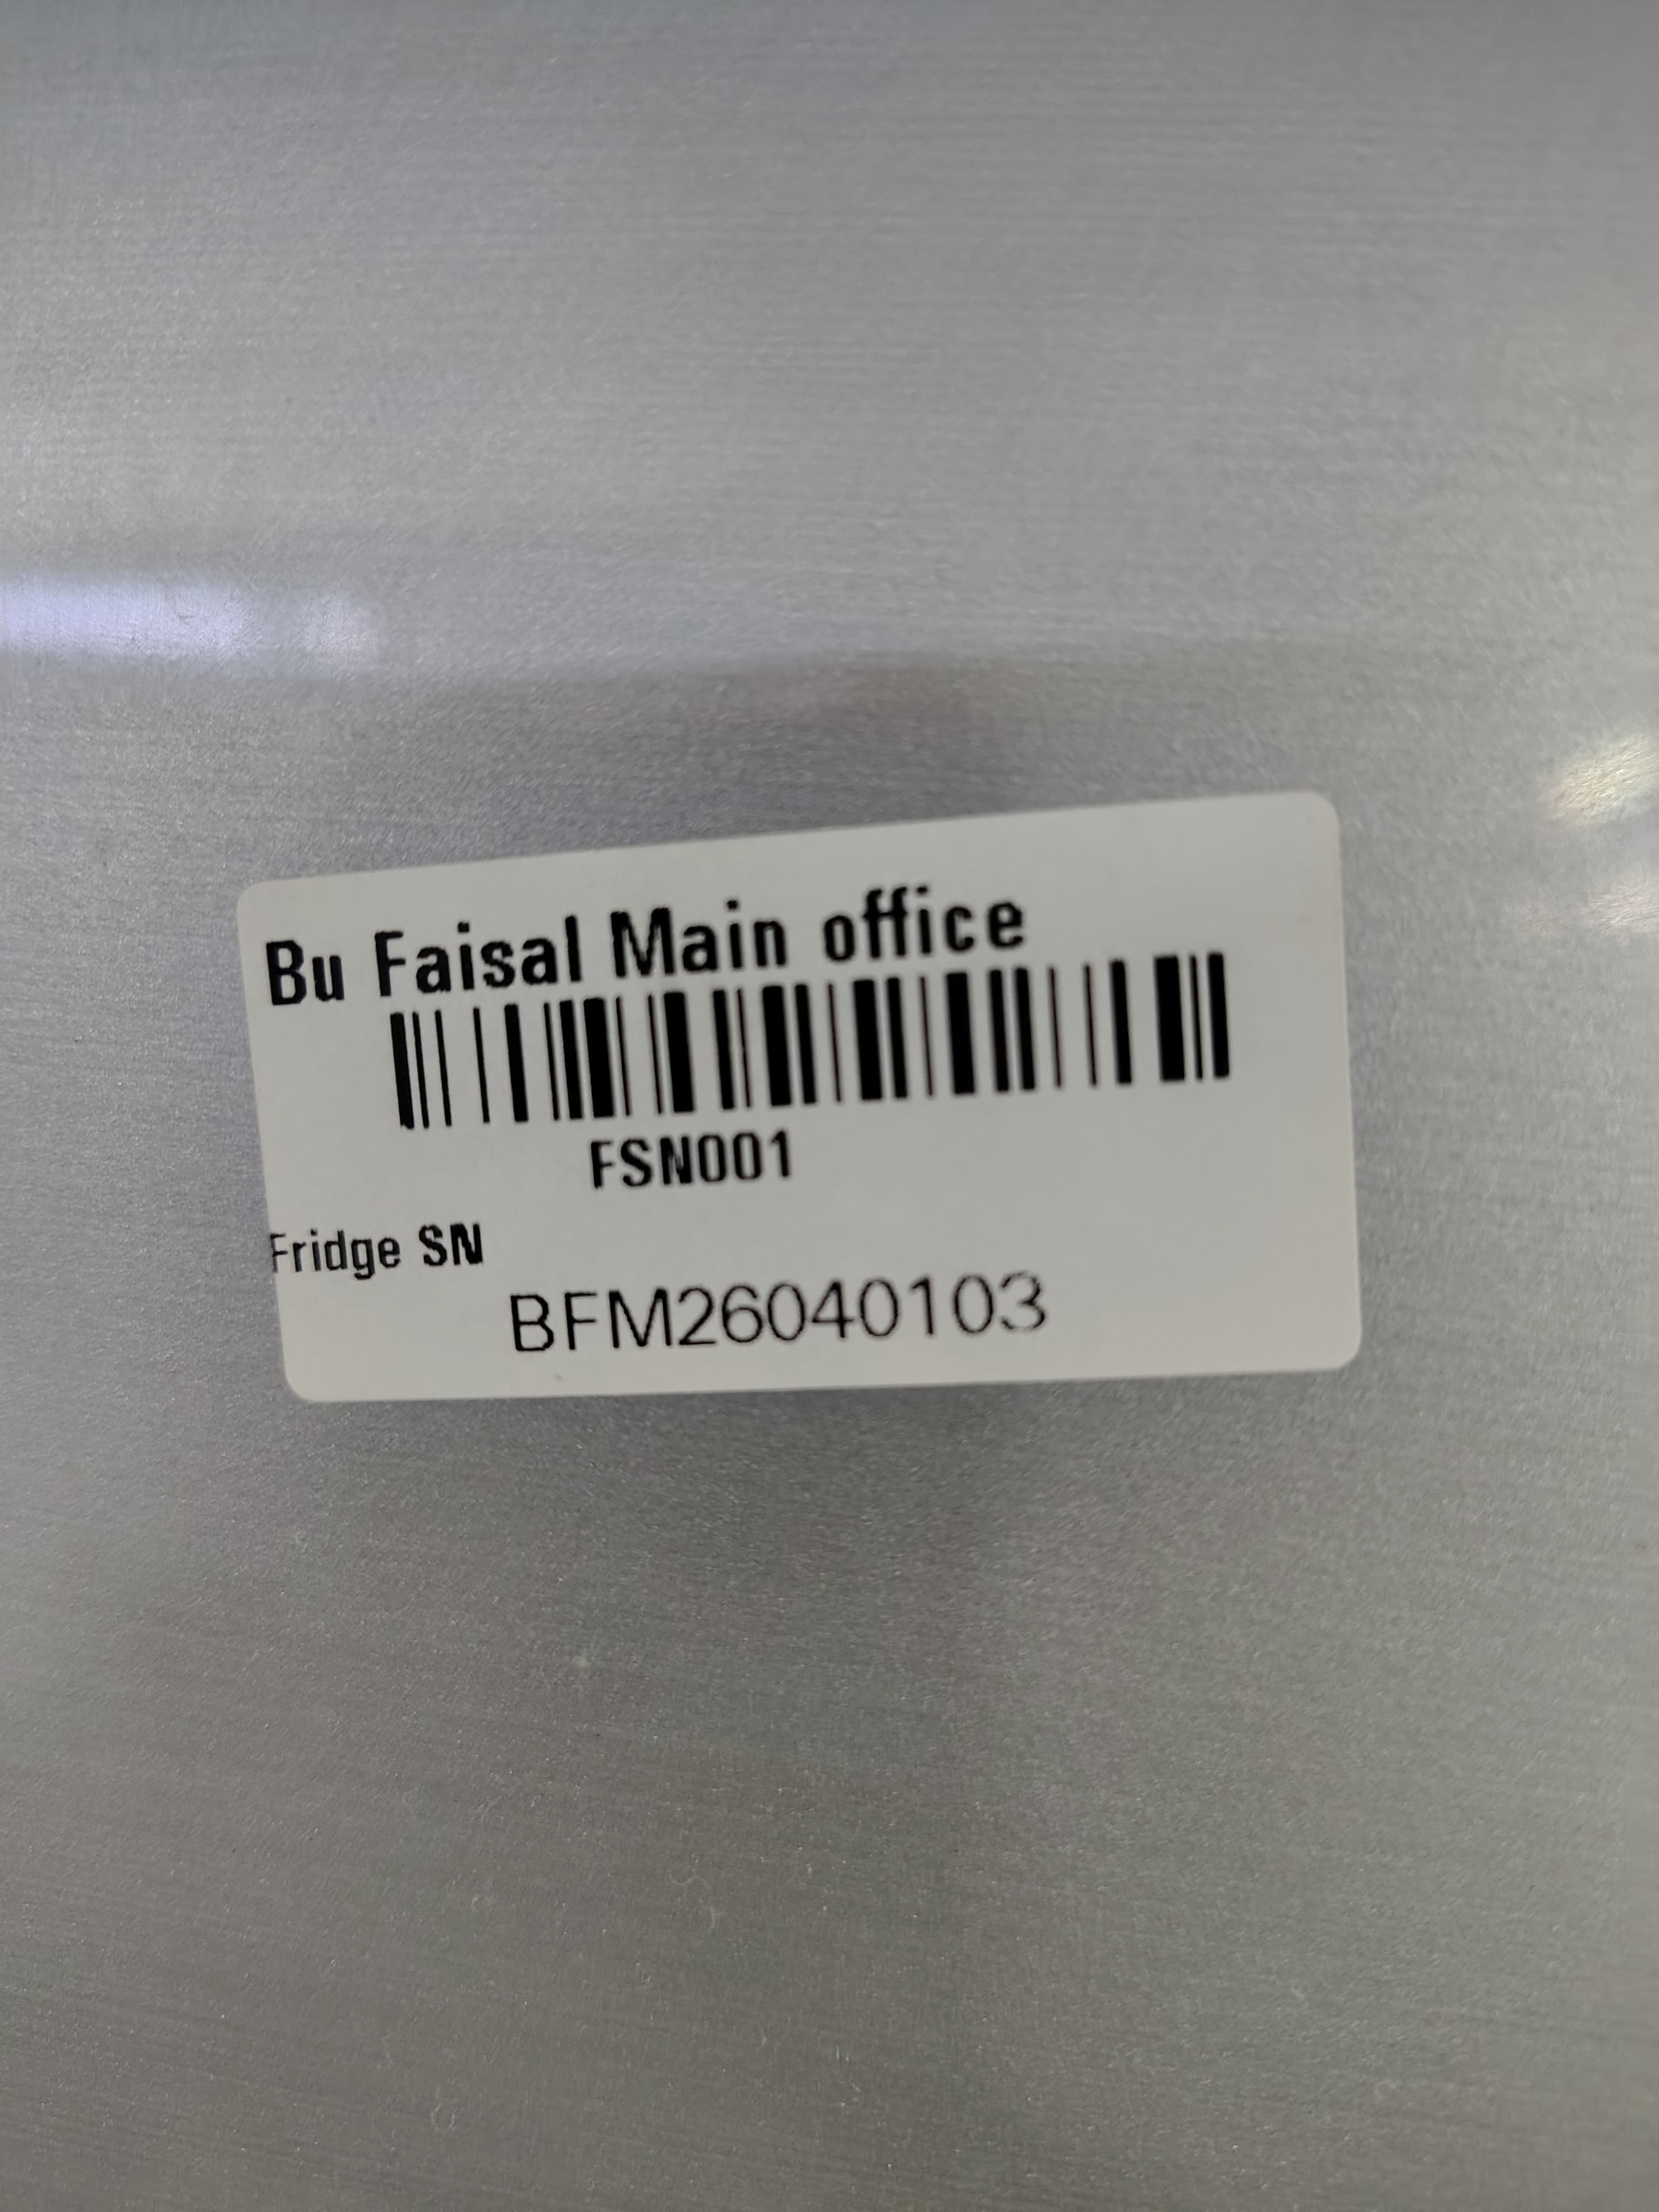 Bu Faisal Main office
FSN001
Fridge SN
BFM26040103